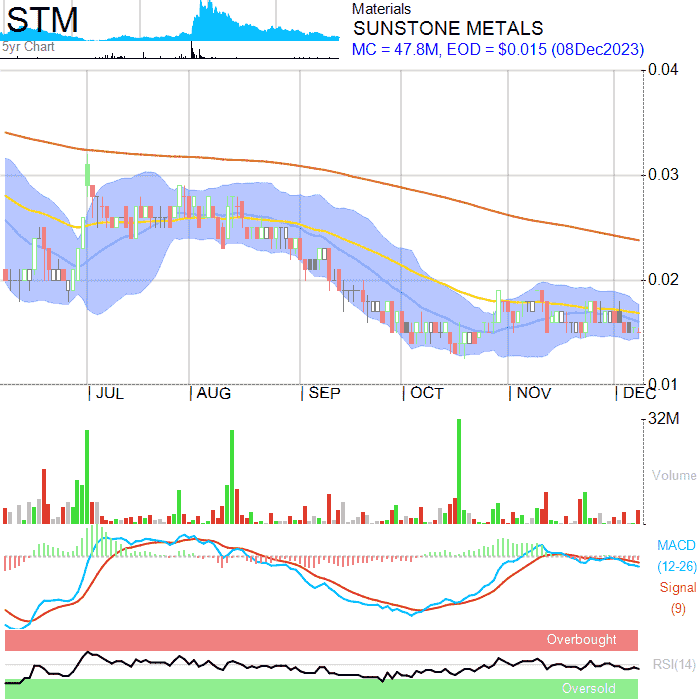 STM
5yr Chart
Materials
SUNSTONE METALS
MC = 47.8M, EOD = $0.015 (08Dec2023)
0.04
0.03
0.02
0.01
JUL
AUG
SEP
OCT
NOV
DEC
32M
Volume
MACD
(12-26)
Signal
(9)
Overbought
RSI(14)
Oversold